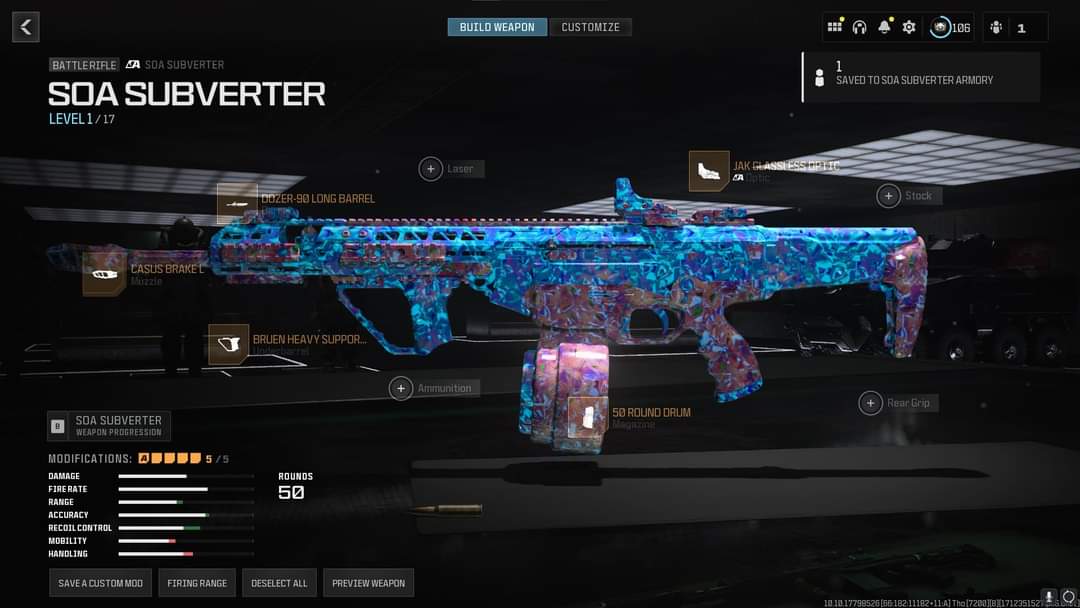 BUILD WEAPON
CUSTOMIZE
106
1
BATTLE RIFLE
SOA SUBVERTER
SOA SUBVERTER
LEVEL 1 / 17
1
SAVED TO SOA SUBVERTER ARMORY
Laser
JAK GLASSLESS OPTIC
Optic
Stock
DOZER-90 LONG BARREL
CASUS BRAKE L
Muzzle
BRUEN HEAVY SUPPOR...
Underbarrel
Ammunition
Rear Grip
50 ROUND DRUM
Magazine
B
SOA SUBVERTER
WEAPON PROGRESSION
MODIFICATIONS: 5 / 5
DAMAGE
FIRE RATE
RANGE
ACCURACY
RECOIL CONTROL
MOBILITY
HANDLING
ROUNDS
50
SAVE A CUSTOM MOD
FIRING RANGE
DESELECT ALL
PREVIEW WEAPON